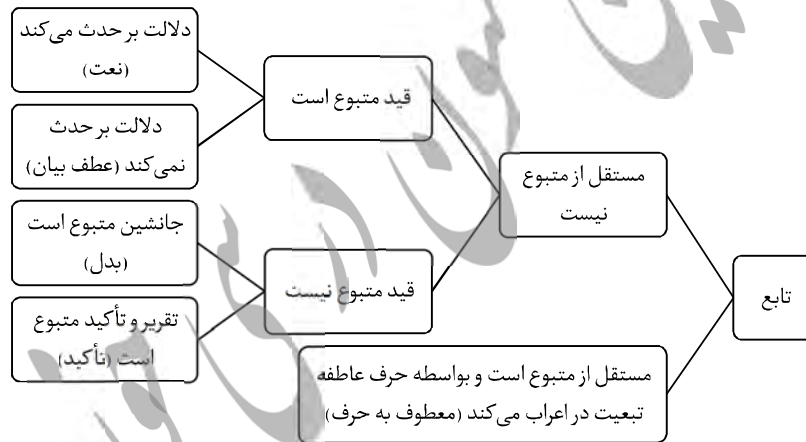 تابع
مستقل از متبوع
نیست
قید متبوع است
دلالت بر حدث می‌کند
(نعت)
دلالت بر حدث
نمی‌کند (عطف بیان)
قید متبوع نیست
جانشین متبوع است
(بدل)
تقریر و تأکید متبوع
است (تأکید)
مستقل از متبوع است و بواسطه حرف عاطفه
تبعیت در اعراب می‌کند (معطوف به حرف)